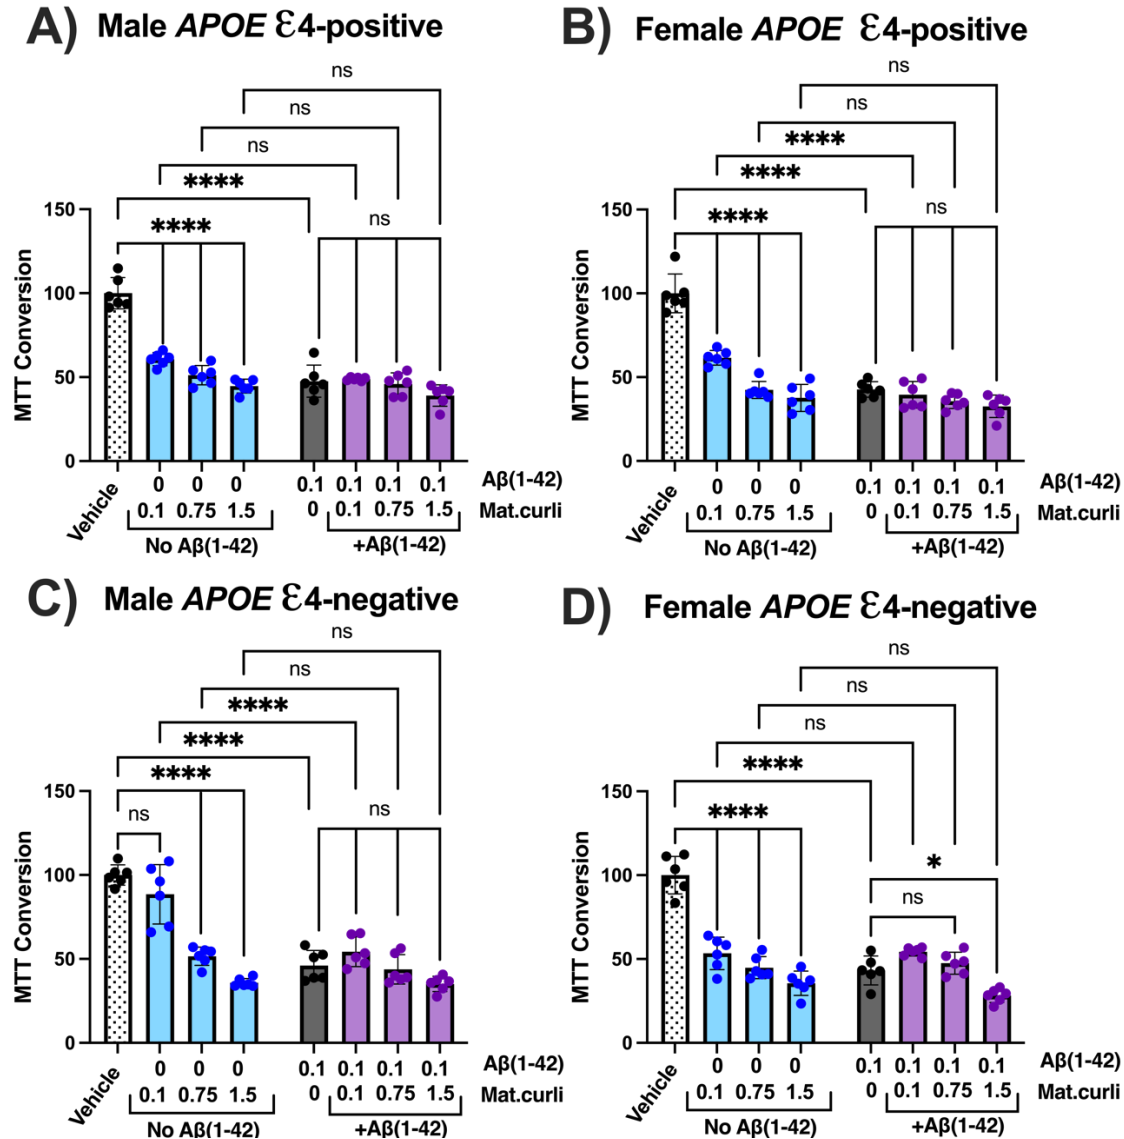 A) Male APOE ε4-positive
ns
ns
ns
****
****
ns
150
100
50
0
MTT Conversion
Vehicle
0 0 0 0.1 0.1 0.1 0.1 Aβ(1-42)
0.1 0.75 1.5 0 0.1 0.75 1.5 Mat.curli
No Aβ(1-42) +Aβ(1-42)
B) Female APOE ε4-positive
ns
ns
****
****
****
ns
150
100
50
0
MTT Conversion
Vehicle
0 0 0 0.1 0.1 0.1 0.1 Aβ(1-42)
0.1 0.75 1.5 0 0.1 0.75 1.5 Mat.curli
No Aβ(1-42) +Aβ(1-42)
C) Male APOE ε4-negative
ns
ns
****
****
****
ns
ns
150
100
50
0
MTT Conversion
Vehicle
0 0 0 0.1 0.1 0.1 0.1 Aβ(1-42)
0.1 0.75 1.5 0 0.1 0.75 1.5 Mat.curli
No Aβ(1-42) +Aβ(1-42)
D) Female APOE ε4-negative
ns
ns
ns
****
****
*
ns
150
100
50
0
MTT Conversion
Vehicle
0 0 0 0.1 0.1 0.1 0.1 Aβ(1-42)
0.1 0.75 1.5 0 0.1 0.75 1.5 Mat.curli
No Aβ(1-42) +Aβ(1-42)